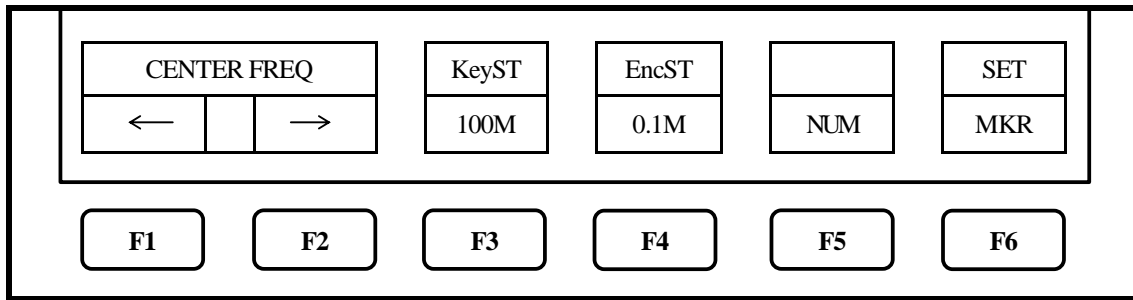 CENTER FREQ KeyST EncST SET
← → 100M 0.1M NUM MKR
F1 F2 F3 F4 F5 F6